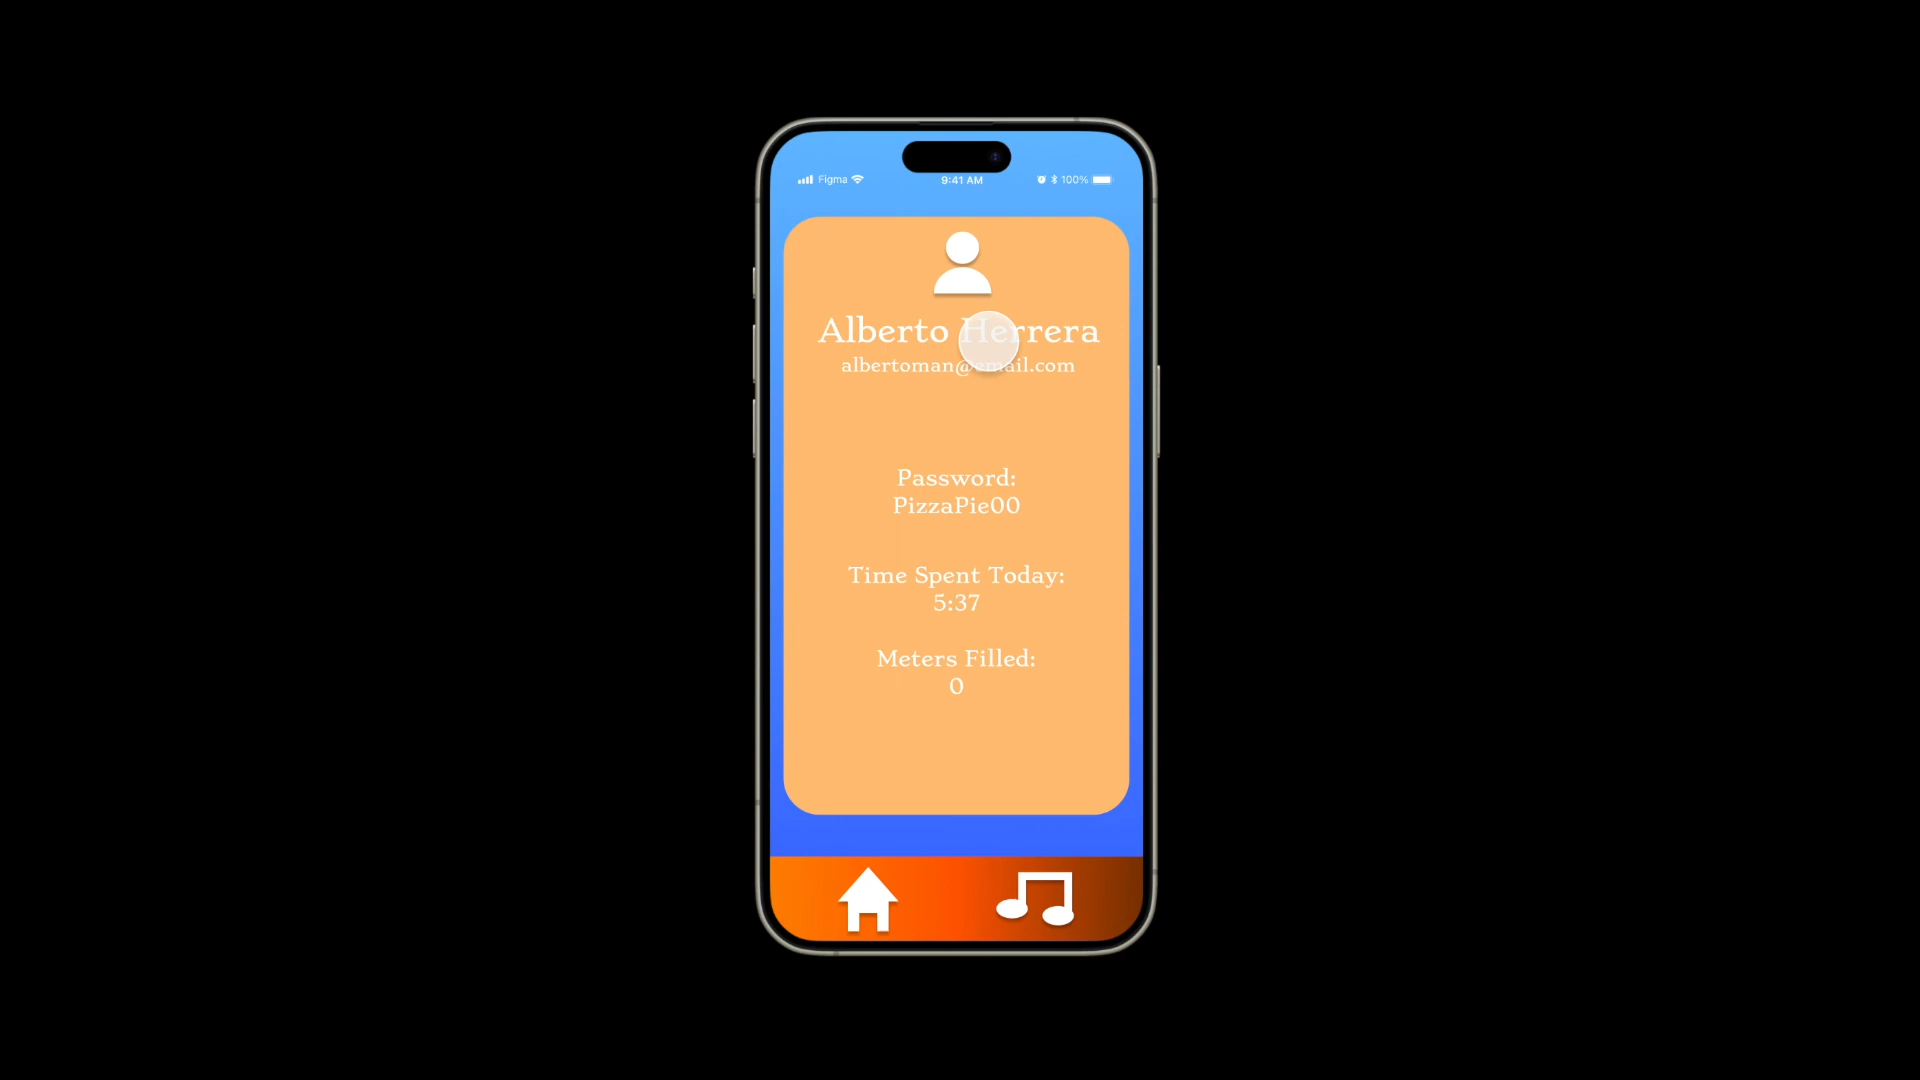 Figma 9:41 AM 100%
Alberto Herrera
albertoman@email.com
Password:
PizzaPie00
Time Spent Today:
5:37
Meters Filled:
0